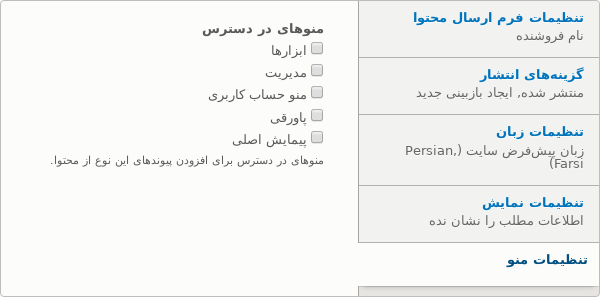 تنظیمات فرم ارسال محتوا
نام فروشنده
گزینه‌های انتشار
منتشر شده, ایجاد بازبینی جدید
تنظیمات زبان
زبان پیش‌فرض سایت (Persian,
Farsi)
تنظیمات نمایش
اطلاعات مطلب را نشان نده
تنظیمات منو
منوهای در دسترس
ابزارها
مدیریت
منو حساب کاربری
پاورقی
پیمایش اصلی
منوهای در دسترس برای افزودن پیوندهای این نوع از محتوا.